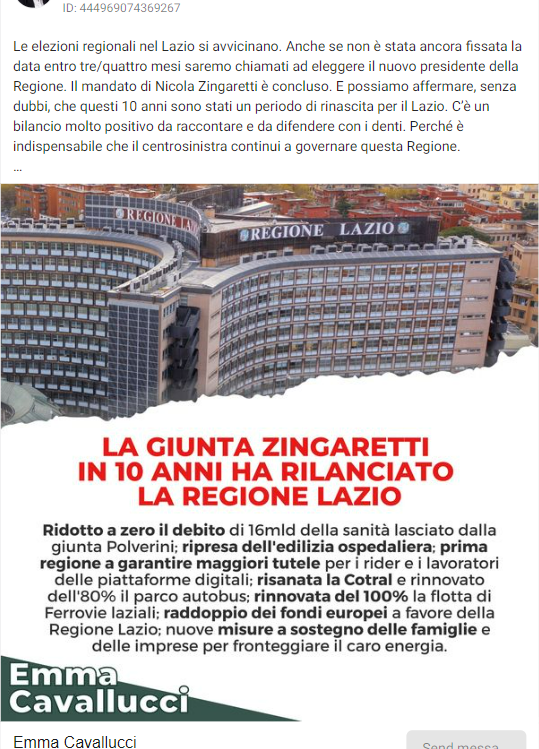 ID: 444969074369267
Le elezioni regionali nel Lazio si avvicinano. Anche se non è stata ancora fissata la
data entro tre/quattro mesi saremo chiamati ad eleggere il nuovo presidente della
Regione. Il mandato di Nicola Zingaretti è concluso. E possiamo affermare, senza
dubbi, che questi 10 anni sono stati un periodo di rinascita per il Lazio. C'è un
bilancio molto positivo da raccontare e da difendere con i denti. Perché è
indispensabile che il centrosinistra continui a governare questa Regione.
...
REGIONE LAZIO
REGIONE LAZIO
LA GIUNTA ZINGARETTI
IN 10 ANNI HA RILANCIATO
LA REGIONE LAZIO
Ridotto a zero il debito di 16mld della sanità lasciato dalla
giunta Polverini; ripresa dell'edilizia ospedaliera; prima
regione a garantire maggiori tutele per i rider e i lavoratori
delle piattaforme digitali; risanata la Cotral e rinnovato
dell'80% il parco autobus; rinnovata del 100% la flotta di
Ferrovie laziali; raddoppio dei fondi europei a favore della
Regione Lazio; nuove misure a sostegno delle famiglie e
delle imprese per fronteggiare il caro energia.
Emma
Cavallucci
Emma Cavallucci
Send messa